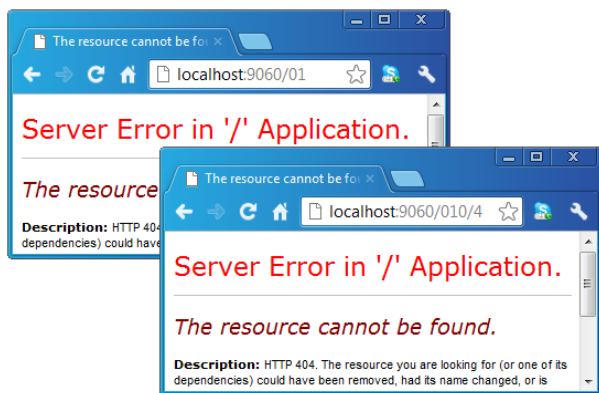 The resource cannot be fo
localhost:9060/01
Server Error in '/' Application.
The resource
Description: HTTP 404
dependencies) could have
The resource cannot be fo
localhost:9060/010/4
Server Error in '/' Application.
The resource cannot be found.
Description: HTTP 404. The resource you are looking for (or one of its
dependencies) could have been removed, had its name changed, or is